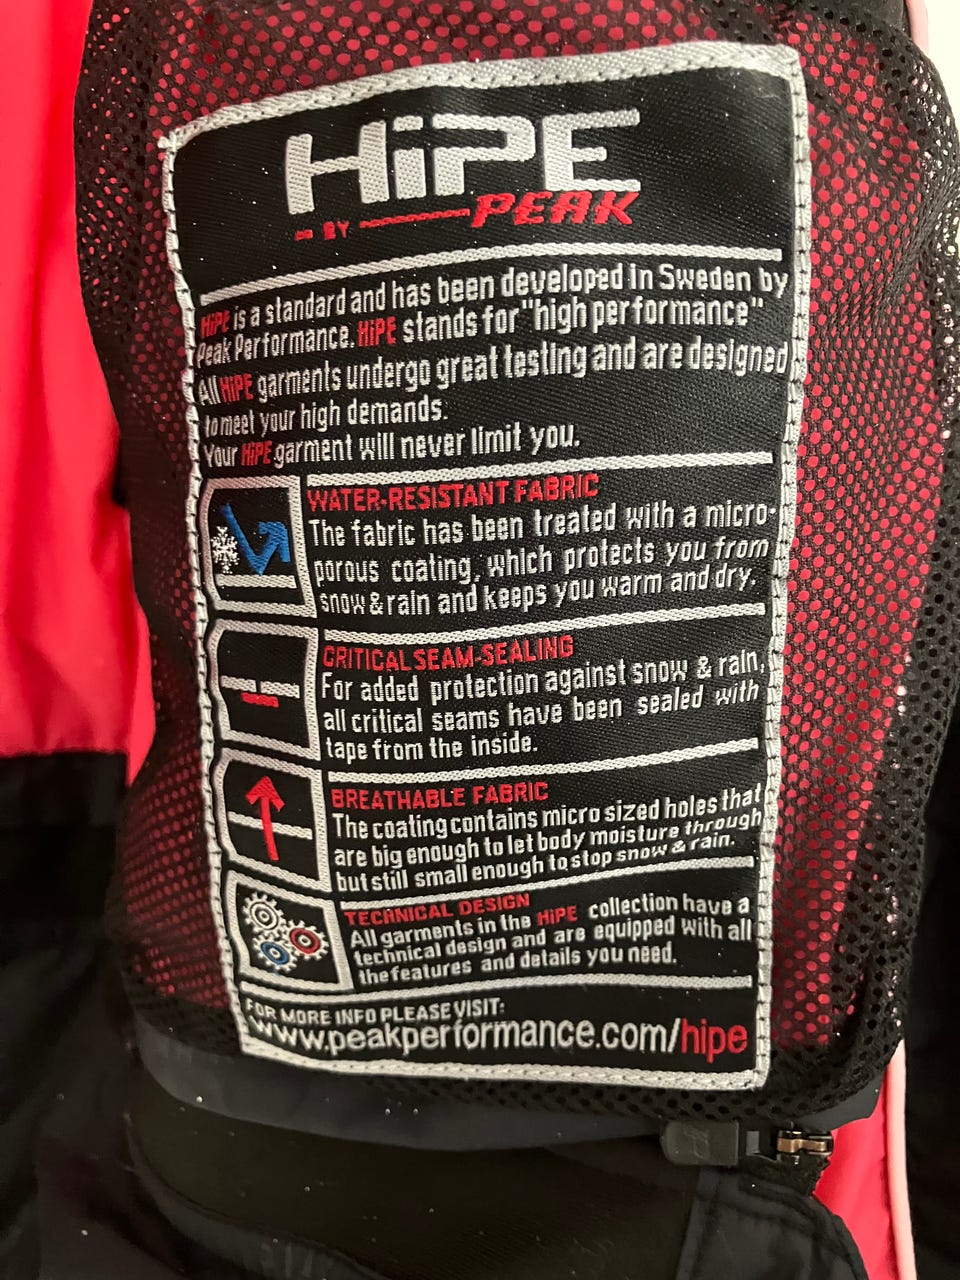 HiPE
BY PEAK
HiPE is a standard and has been developed in Sweden by
Peak Performance. HiPE stands for "high performance"
All HiPE garments undergo great testing and are designed
to meet your high demands.
Your HiPE garment will never limit you.
WATER-RESISTANT FABRIC
The fabric has been treated with a micro-
porous coating, which protects you from
snow & rain and keeps you warm and dry.
CRITICAL SEAM-SEALING
For added protection against snow & rain,
all critical seams have been sealed with
tape from the inside.
BREATHABLE FABRIC
The coating contains micro sized holes that
are big enough to let body moisture through
but still small enough to stop snow & rain.
TECHNICAL DESIGN
All garments in the HiPE collection have a
technical design and are equipped with all
the features and details you need.
FOR MORE INFO PLEASE VISIT:
www.peakperformance.com/hipe